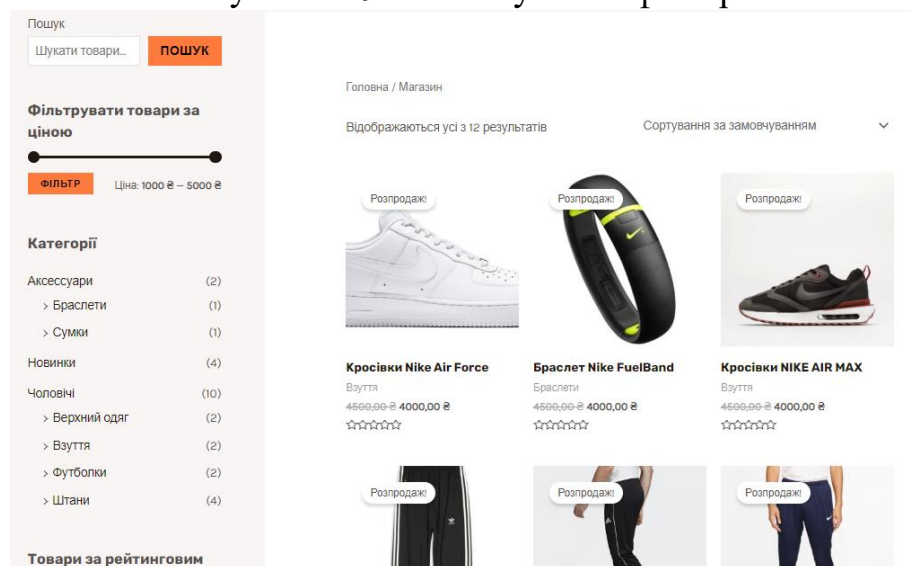 Пошук
Шукати товари...
ПОШУК
Фільтрувати товари за
ціною
ФІЛЬТР
Ціна: 1000 ₴ — 5000 ₴
Категорії
Аксессуари (2)
> Браслети (1)
> Сумки (1)
Новинки (4)
Чоловічі (10)
> Верхний одяг (2)
> Взуття (2)
> Футболки (2)
> Штани (4)
Товари за рейтинговим
Головна / Магазин
Відображаються усі з 12 результатів
Сортування за замовчуванням
Розпродаж!
Кросівки Nike Air Force
Взуття
4500,00 ₴ 4000,00 ₴
Розпродаж!
Браслет Nike FuelBand
Браслети
4500,00 ₴ 4000,00 ₴
Розпродаж!
Кросівки NIKE AIR MAX
Взуття
4500,00 ₴ 4000,00 ₴
Розпродаж!
Розпродаж!
Розпродаж!